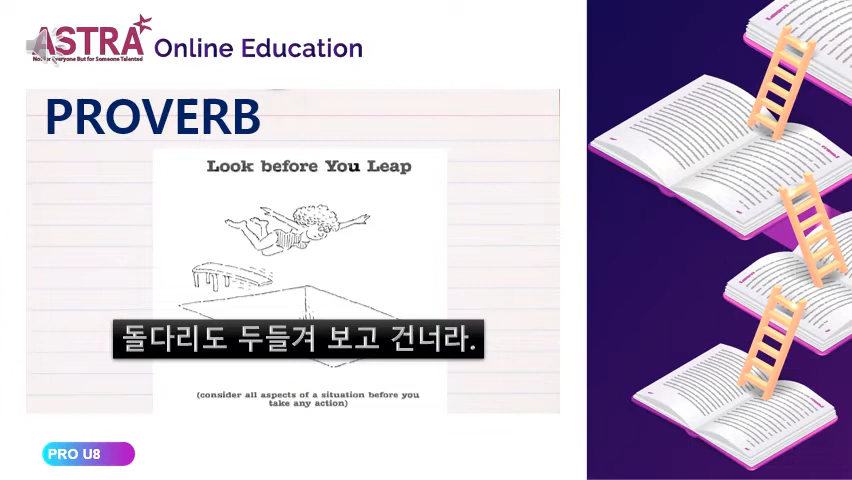 ASTRA
Not for Everyone But for Someone Talented
Online Education
PROVERB
Look before You Leap
돌다리도 두들겨 보고 건너라.
(consider all aspects of a situation before you
take any action)
PRO U8